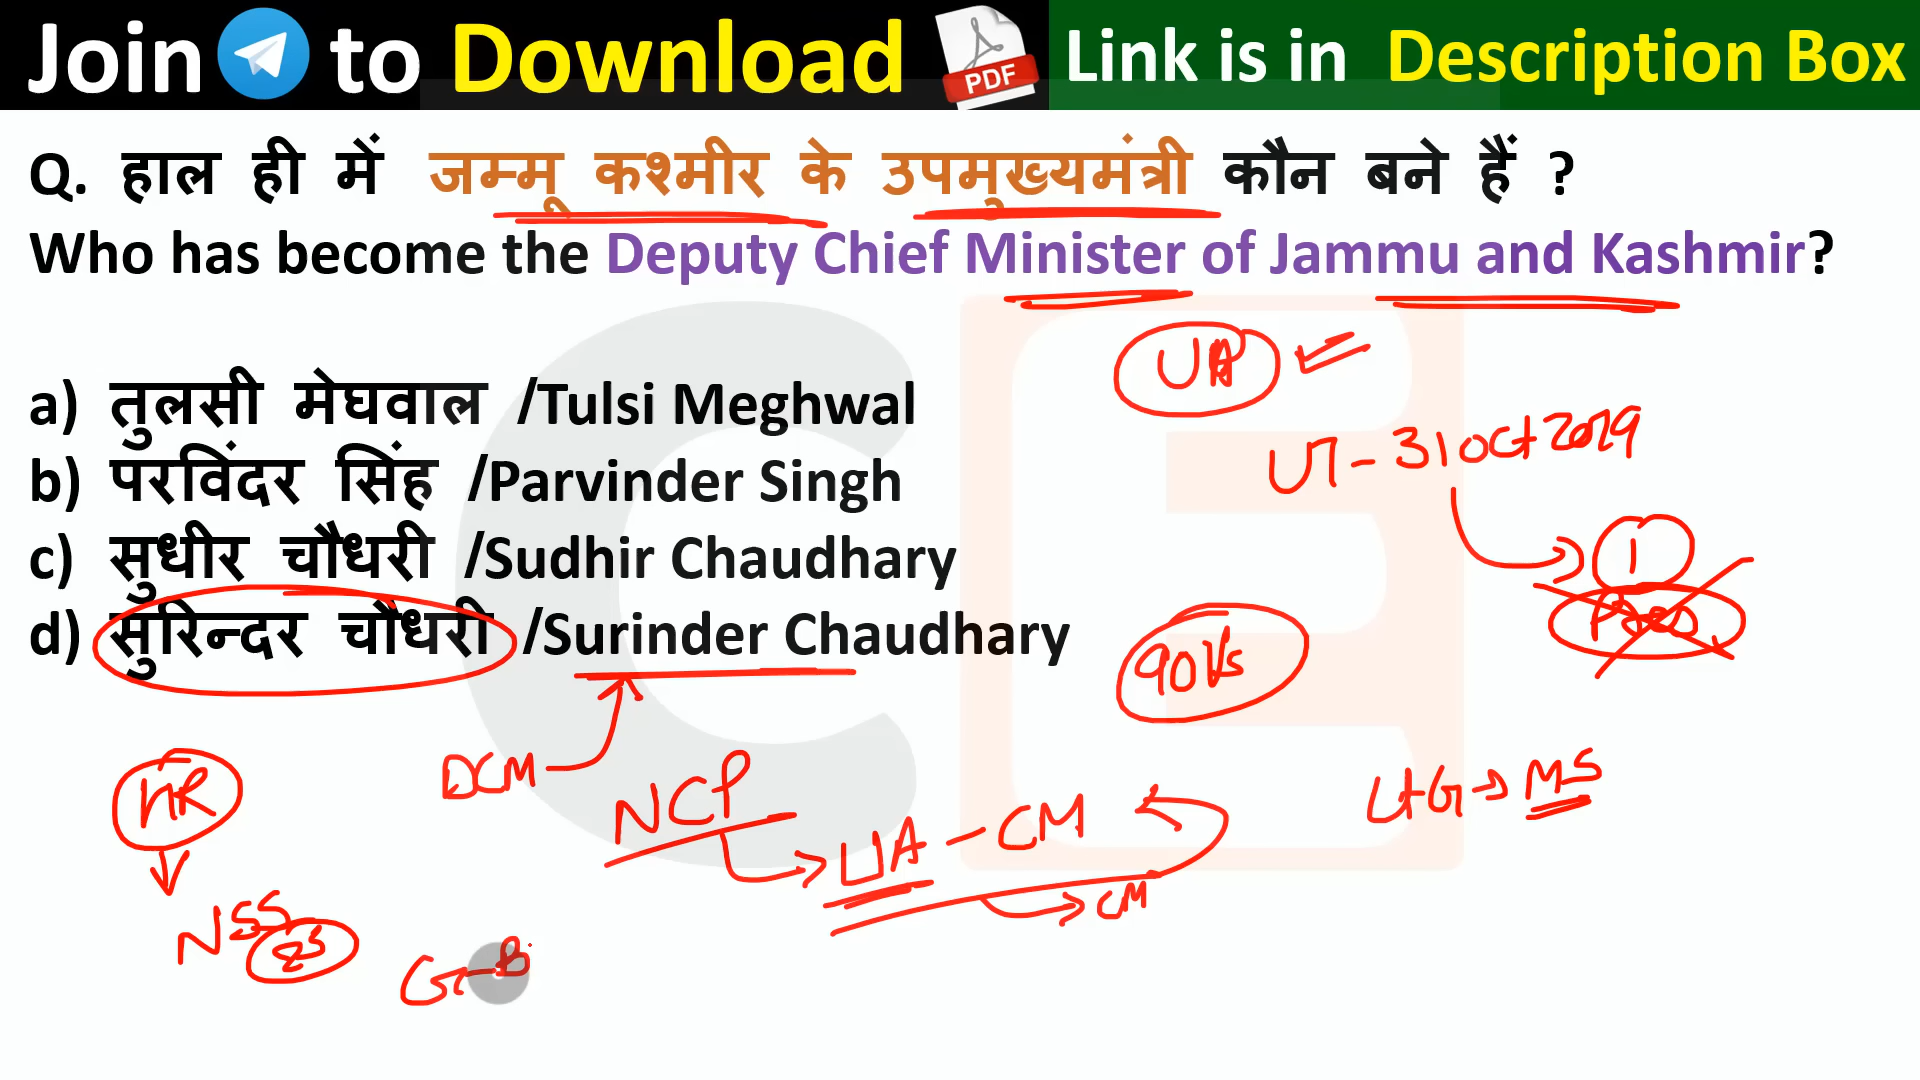 Join to Download PDF Link is in Description Box
Q. हाल ही में जम्मू कश्मीर के उपमुख्यमंत्री कौन बने हैं ?
Who has become the Deputy Chief Minister of Jammu and Kashmir?
UA
a) तुलसी मेघवाल /Tulsi Meghwal
UT - 31 Oct 2019
b) परविंदर सिंह /Parvinder Singh
c) सुधीर चौधरी /Sudhir Chaudhary
1
d) सुरिन्दर चौधरी /Surinder Chaudhary
90 Vs
HR
DCM
NCP
UA - CM
LtG → MS
CM
NSS
G-B